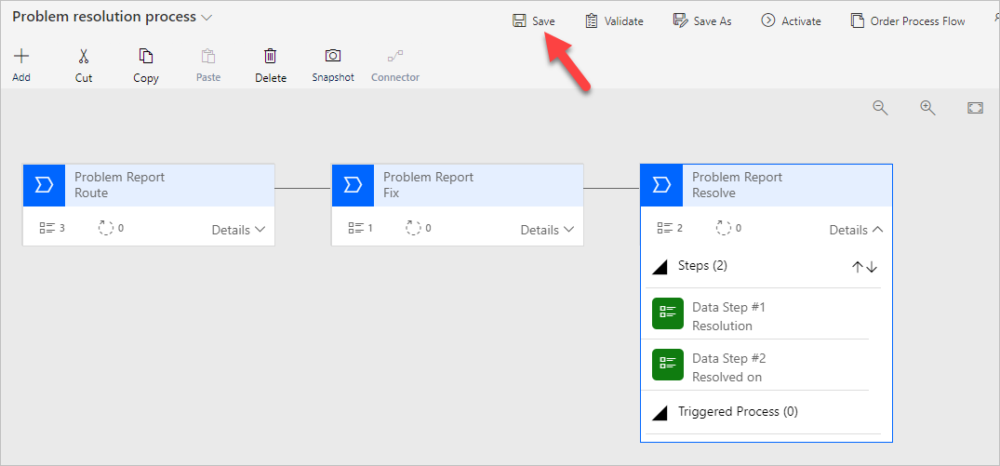 Problem resolution process
Save
Validate
Save As
Activate
Order Process Flow
Add
Cut
Copy
Paste
Delete
Snapshot
Connector
Problem Report
Route
3
0
Details
Problem Report
Fix
1
0
Details
Problem Report
Resolve
2
0
Details
Steps (2)
Data Step #1
Resolution
Data Step #2
Resolved on
Triggered Process (0)